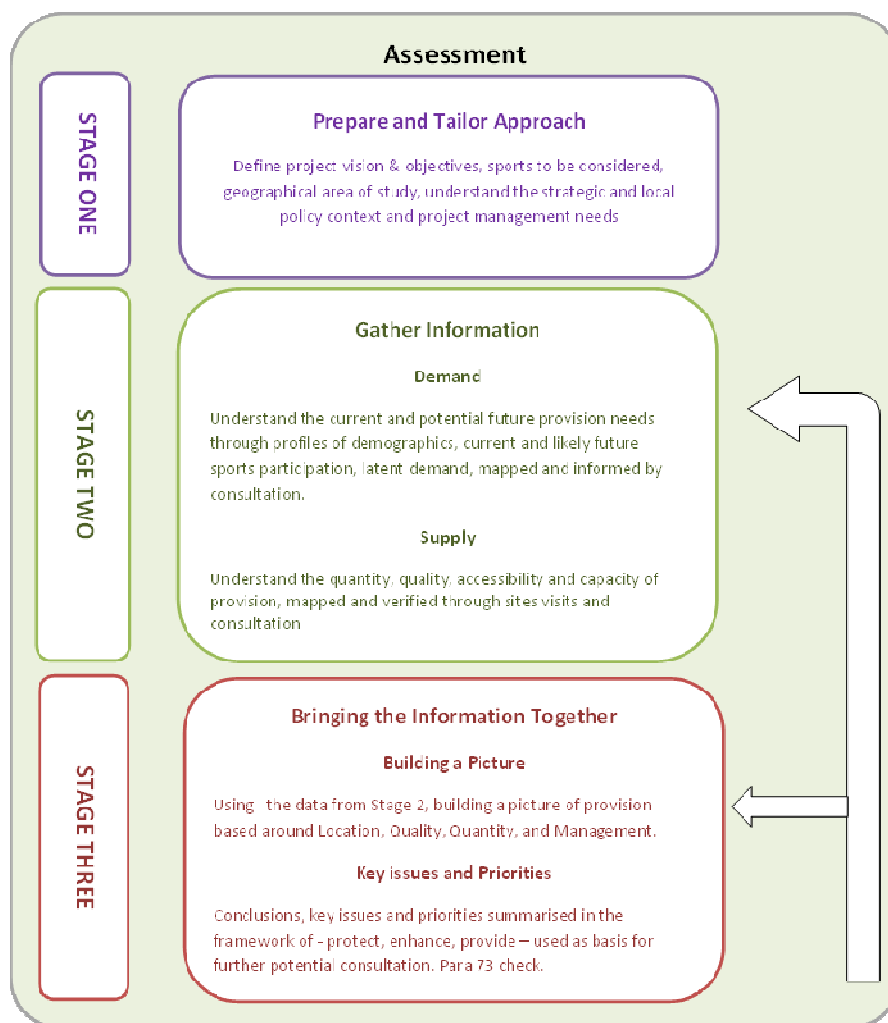 Assessment
STAGE ONE
Prepare and Tailor Approach
Define project vision & objectives, sports to be considered,
geographical area of study, understand the strategic and local
policy context and project management needs
STAGE TWO
Gather Information
Demand
Understand the current and potential future provision needs
through profiles of demographics, current and likely future
sports participation, latent demand, mapped and informed by
consultation.
Supply
Understand the quantity, quality, accessibility and capacity of
provision, mapped and verified through sites visits and
consultation
STAGE THREE
Bringing the Information Together
Building a Picture
Using the data from Stage 2, building a picture of provision
based around Location, Quality, Quantity, and Management.
Key issues and Priorities
Conclusions, key issues and priorities summarised in the
framework of - protect, enhance, provide – used as basis for
further potential consultation. Para 73 check.